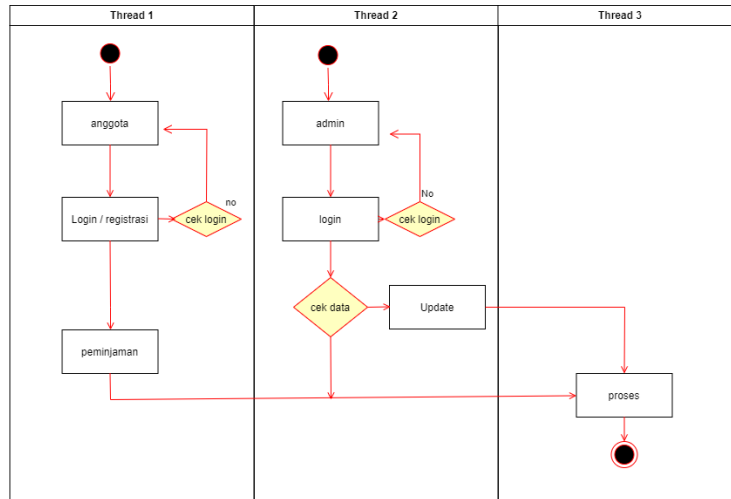 Thread 1
Thread 2
Thread 3
anggota
admin
no
No
Login / registrasi
cek login
login
cek login
cek data
Update
peminjaman
proses